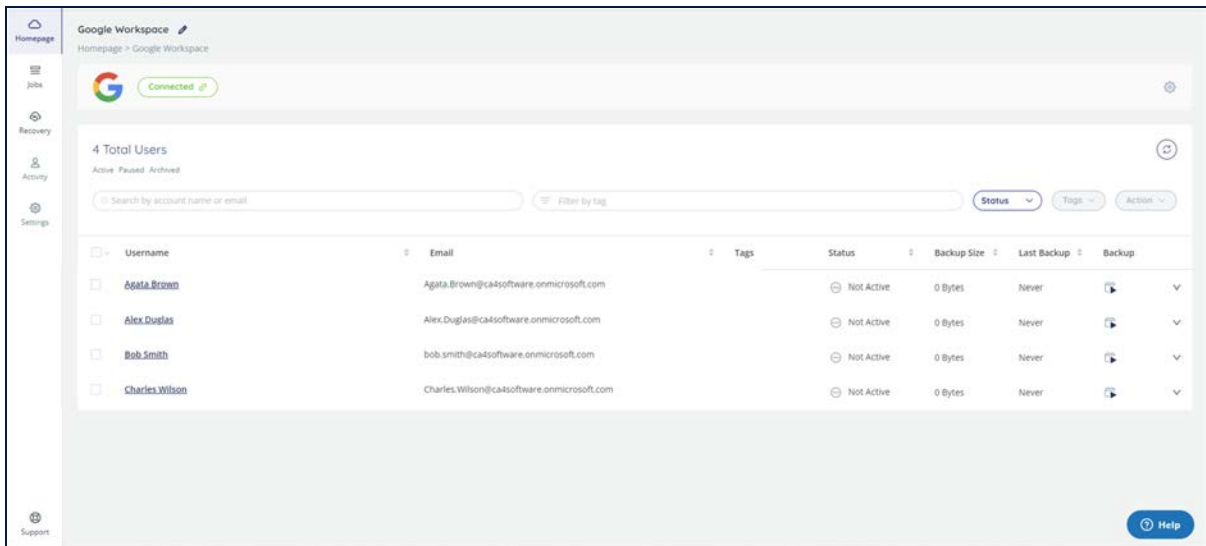 Homepage
Jobs
Recovery
Activity
Settings
Support
Google Workspace
Homepage > Google Workspace
Connected
4 Total Users
Active Paused Archived
Search by account name or email
Filter by tag
Status
Tags
Action
Username Email Tags Status Backup Size Last Backup Backup
Agata.Brown Agata.Brown@ca4software.onmicrosoft.com Not Active 0 Bytes Never
Alex Duglas Alex.Duglas@ca4software.onmicrosoft.com Not Active 0 Bytes Never
Bob Smith bob.smith@ca4software.onmicrosoft.com Not Active 0 Bytes Never
Charles Wilson Charles.Wilson@ca4software.onmicrosoft.com Not Active 0 Bytes Never
Help